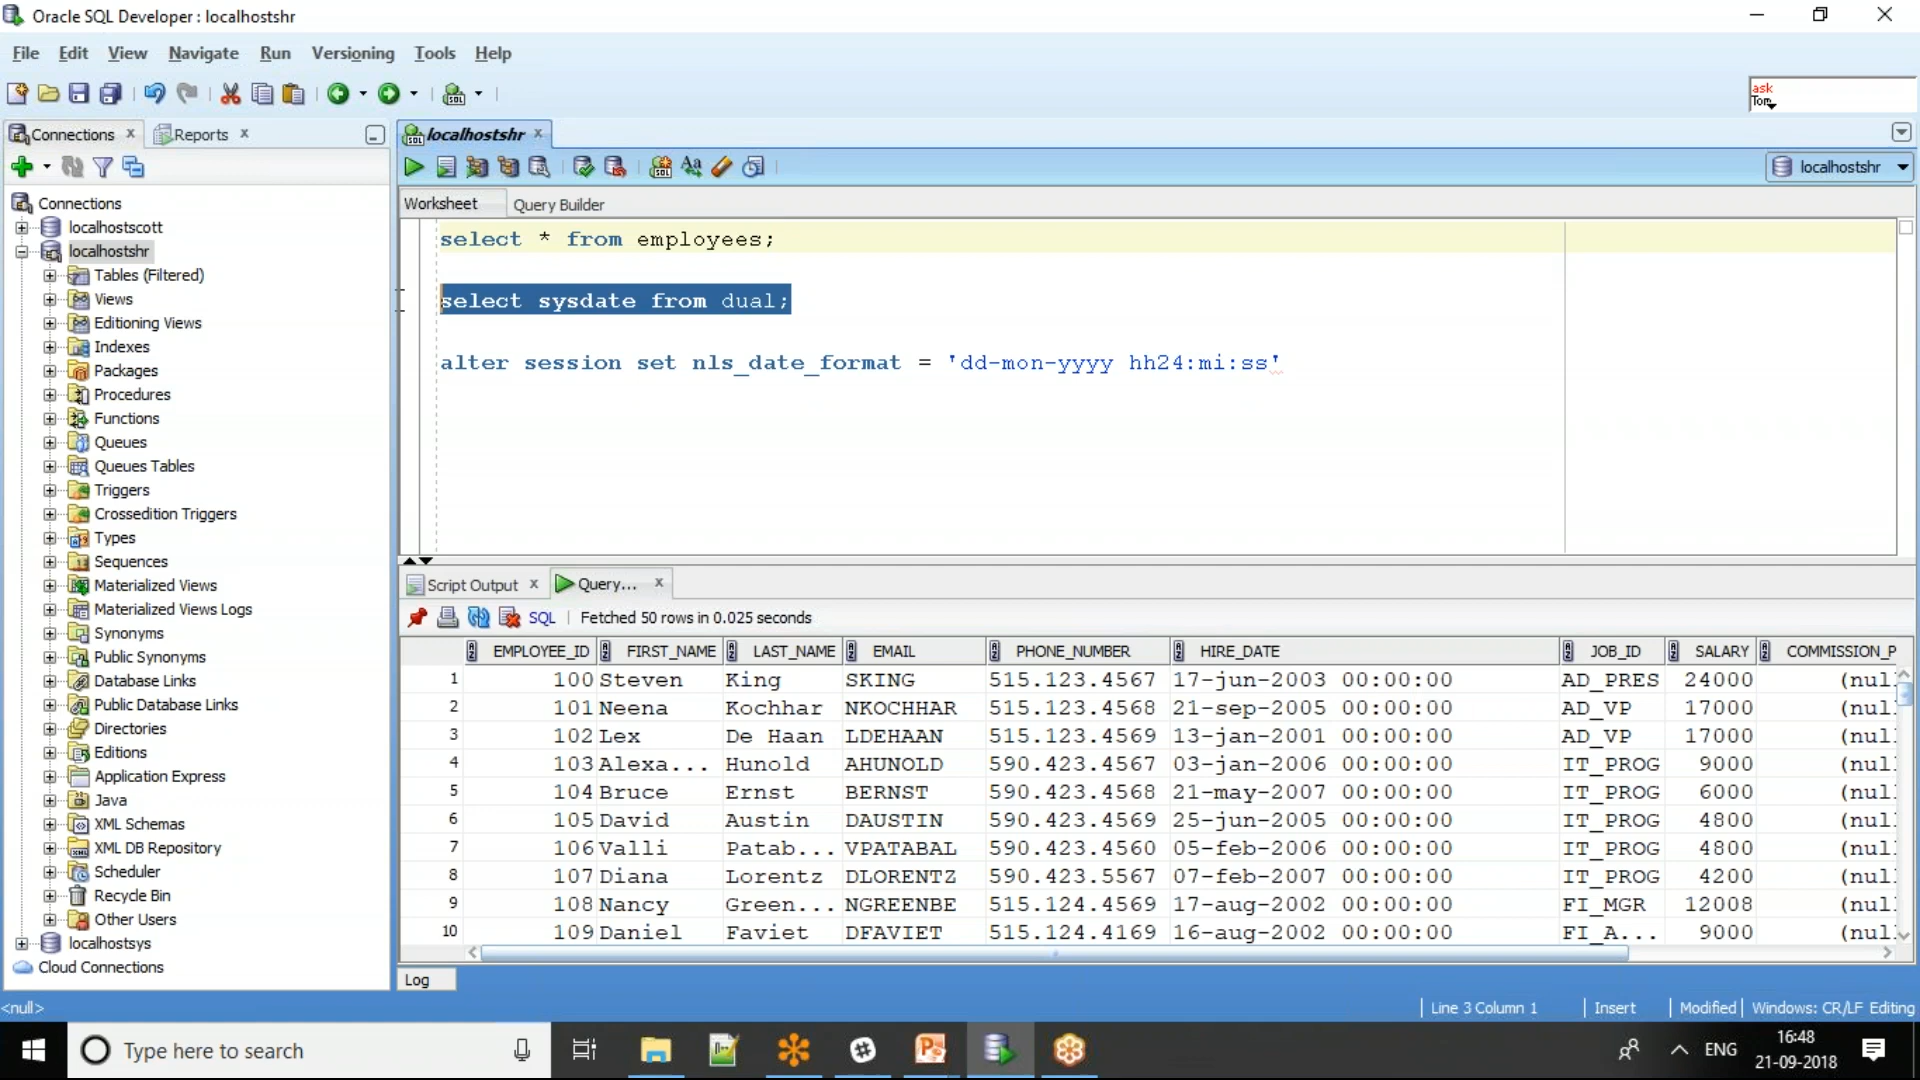 Oracle SQL Developer : localhostshr
File Edit View Navigate Run Versioning Tools Help
ask
Tom
Connections Reports
localhostshr
localhostshr
Worksheet Query Builder
Connections
localhostscott
localhostshr
Tables (Filtered)
Views
Editioning Views
Indexes
Packages
Procedures
Functions
Queues
Queues Tables
Triggers
Crossedition Triggers
Types
Sequences
Materialized Views
Materialized Views Logs
Synonyms
Public Synonyms
Database Links
Public Database Links
Directories
Editions
Application Express
Java
XML Schemas
XML DB Repository
Scheduler
Recycle Bin
Other Users
localhostsys
Cloud Connections
select * from employees;
select sysdate from dual;
alter session set nls_date_format = 'dd-mon-yyyy hh24:mi:ss'
Script Output Query...
SQL Fetched 50 rows in 0.025 seconds
EMPLOYEE_ID FIRST_NAME LAST_NAME EMAIL PHONE_NUMBER HIRE_DATE JOB_ID SALARY COMMISSION_P
1 100 Steven King SKING 515.123.4567 17-jun-2003 00:00:00 AD_PRES 24000 (nul
2 101 Neena Kochhar NKOCHHAR 515.123.4568 21-sep-2005 00:00:00 AD_VP 17000 (nul
3 102 Lex De Haan LDEHAAN 515.123.4569 13-jan-2001 00:00:00 AD_VP 17000 (nul
4 103 Alexa... Hunold AHUNOLD 590.423.4567 03-jan-2006 00:00:00 IT_PROG 9000 (nul
5 104 Bruce Ernst BERNST 590.423.4568 21-may-2007 00:00:00 IT_PROG 6000 (nul
6 105 David Austin DAUSTIN 590.423.4569 25-jun-2005 00:00:00 IT_PROG 4800 (nul
7 106 Valli Patab... VPATABAL 590.423.4560 05-feb-2006 00:00:00 IT_PROG 4800 (nul
8 107 Diana Lorentz DLORENTZ 590.423.5567 07-feb-2007 00:00:00 IT_PROG 4200 (nul
9 108 Nancy Green... NGREENBE 515.124.4569 17-aug-2002 00:00:00 FI_MGR 12008 (nul
10 109 Daniel Faviet DFAVIET 515.124.4169 16-aug-2002 00:00:00 FI_A... 9000 (nul
Log
<null> Line 3 Column 1 Insert Modified Windows: CR/LF Editing
Type here to search
ENG
16:48
21-09-2018